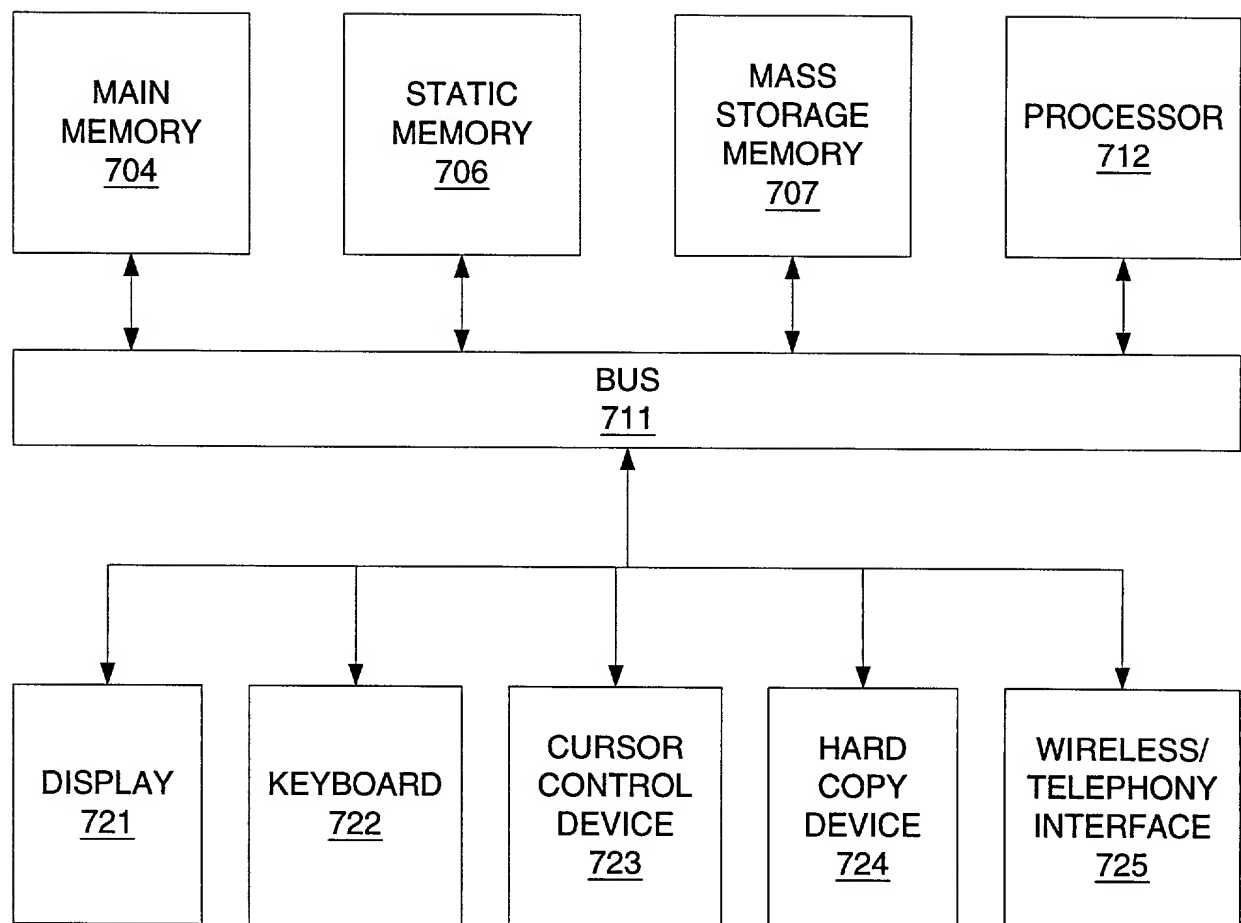 MAIN
MEMORY
704
STATIC
MEMORY
706
MASS
STORAGE
MEMORY
707
PROCESSOR
712
BUS
711
DISPLAY
721
KEYBOARD
722
CURSOR
CONTROL
DEVICE
723
HARD
COPY
DEVICE
724
WIRELESS/
TELEPHONY
INTERFACE
725